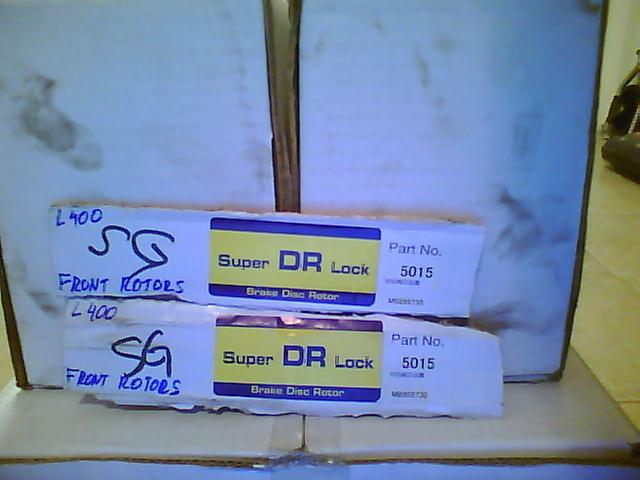 L400
SG
FRONT ROTORS
Super DR Lock
Brake Disc Rotor
Part No.
5015
L400
SG
FRONT ROTORS
Super DR Lock
Brake Disc Rotor
Part No.
5015